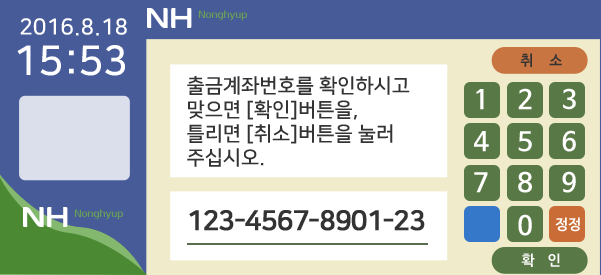 2016.8.18
15:53
NH Nonghyup
출금계좌번호를 확인하시고
맞으면 [확인]버튼을,
틀리면 [취소]버튼을 눌러
주십시오.
123-4567-8901-23
취 소
1 2 3
4 5 6
7 8 9
0 정정
확 인
NH Nonghyup